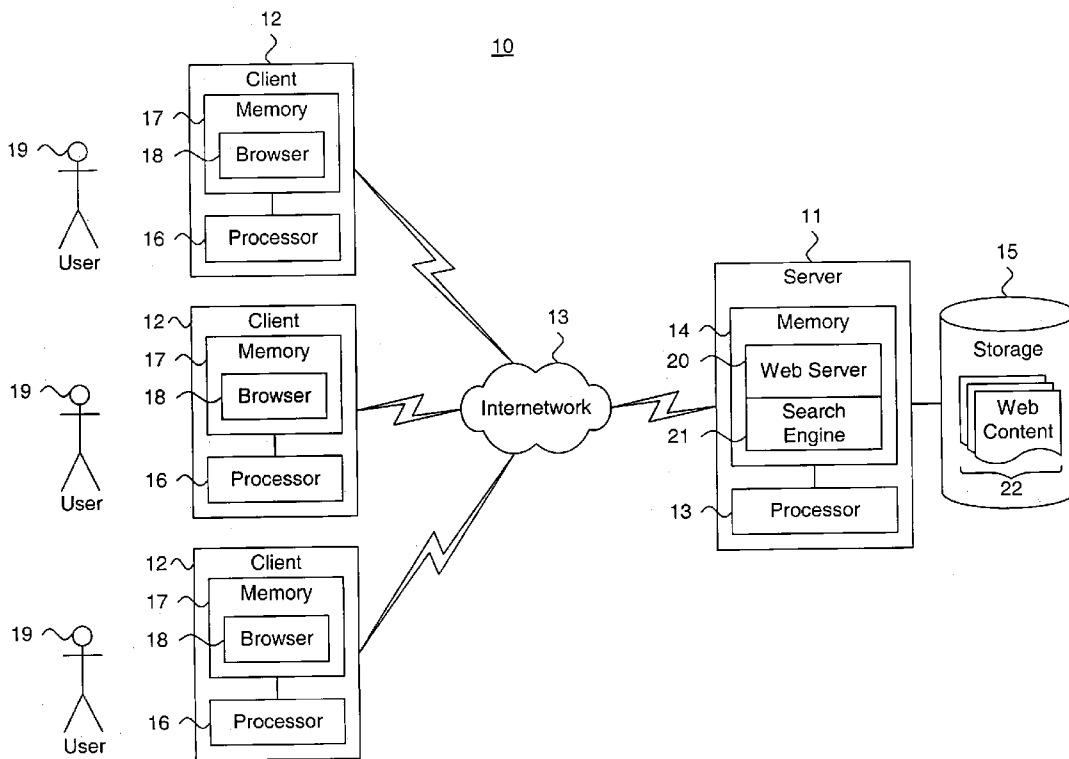 10
12
Client
17
Memory
18
Browser
16
Processor
19
User
12
Client
17
Memory
18
Browser
16
Processor
19
User
12
Client
17
Memory
18
Browser
16
Processor
19
User
13
Internetwork
11
Server
14
Memory
20
Web Server
21
Search
Engine
13
Processor
15
Storage
Web
Content
22